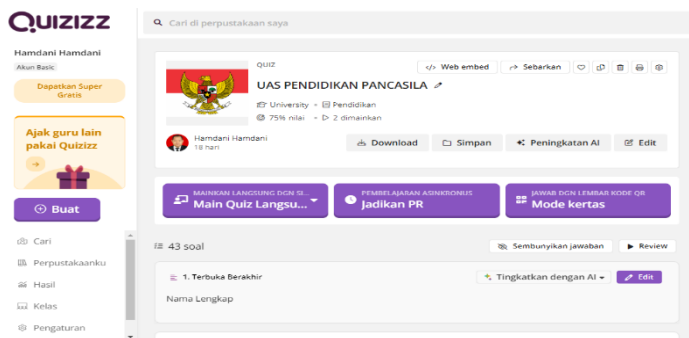 QUIZIZZ
Hamdani Hamdani
Akun Basic
Dapatkan Super
Gratis
Ajak guru lain
pakai Quizizz
Buat
Cari
Perpustakaanku
Hasil
Kelas
Pengaturan
Cari di perpustakaan saya
QUIZ
</> Web embed
Sebarkan
UAS PENDIDIKAN PANCASILA
University • Pendidikan
75% nilai • 2 dimainkan
Hamdani Hamdani
18 hari
Download
Simpan
Peningkatan AI
Edit
MAINKAN LANGSUNG DGN SI...
Main Quiz Langsu...
PEMBELAJARAN ASINKRONUS
Jadikan PR
JAWAB DGN LEMBAR KODE QR
Mode kertas
43 soal
Sembunyikan jawaban
Review
1. Terbuka Berakhir
Tingkatkan dengan AI
Edit
Nama Lengkap